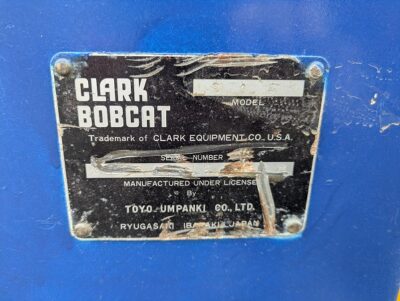 CLARK
BOBCAT
MODEL
Trademark of CLARK EQUIPMENT CO. U.S.A.
SERIAL NUMBER
MANUFACTURED UNDER LICENSE
By
TOYO UMPANKI CO., LTD.
RYUGASAKI IBARAKI JAPAN